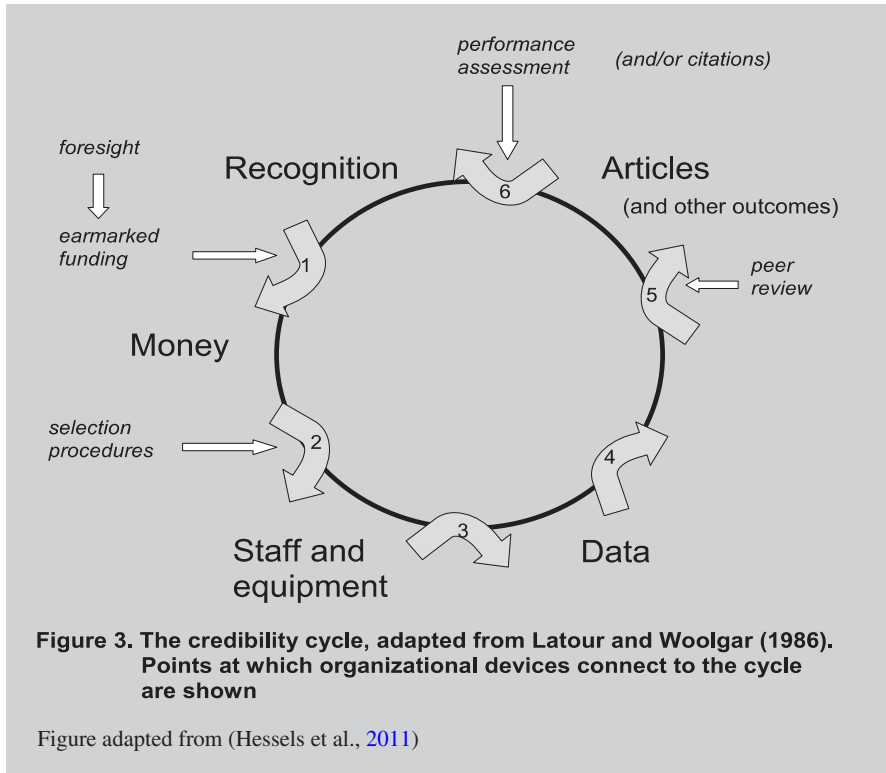 performance
assessment
(and/or citations)
foresight
Recognition
Articles
(and other outcomes)
6
earmarked
funding
1
peer
review
5
Money
selection
procedures
2
4
3
Staff and
equipment
Data
Figure 3. The credibility cycle, adapted from Latour and Woolgar (1986).
Points at which organizational devices connect to the cycle
are shown
Figure adapted from (Hessels et al., 2011)